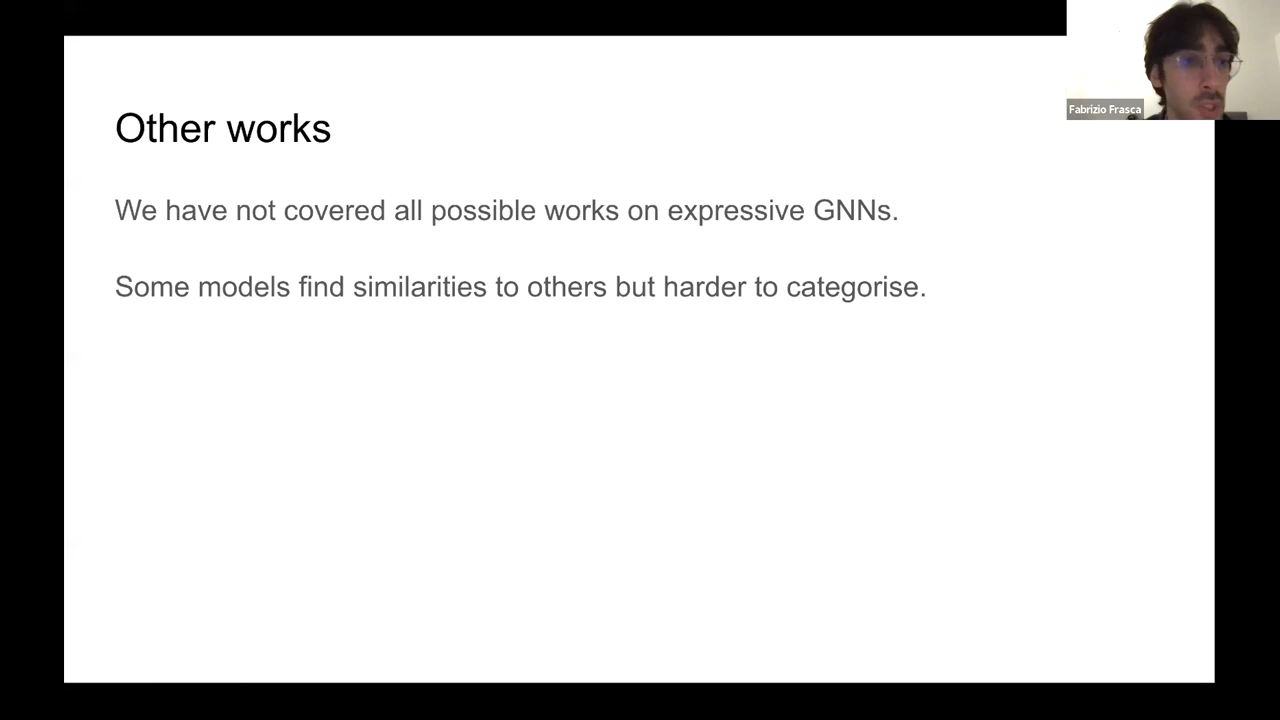 Other works
We have not covered all possible works on expressive GNNs.
Some models find similarities to others but harder to categorise.
Fabrizio Frasca